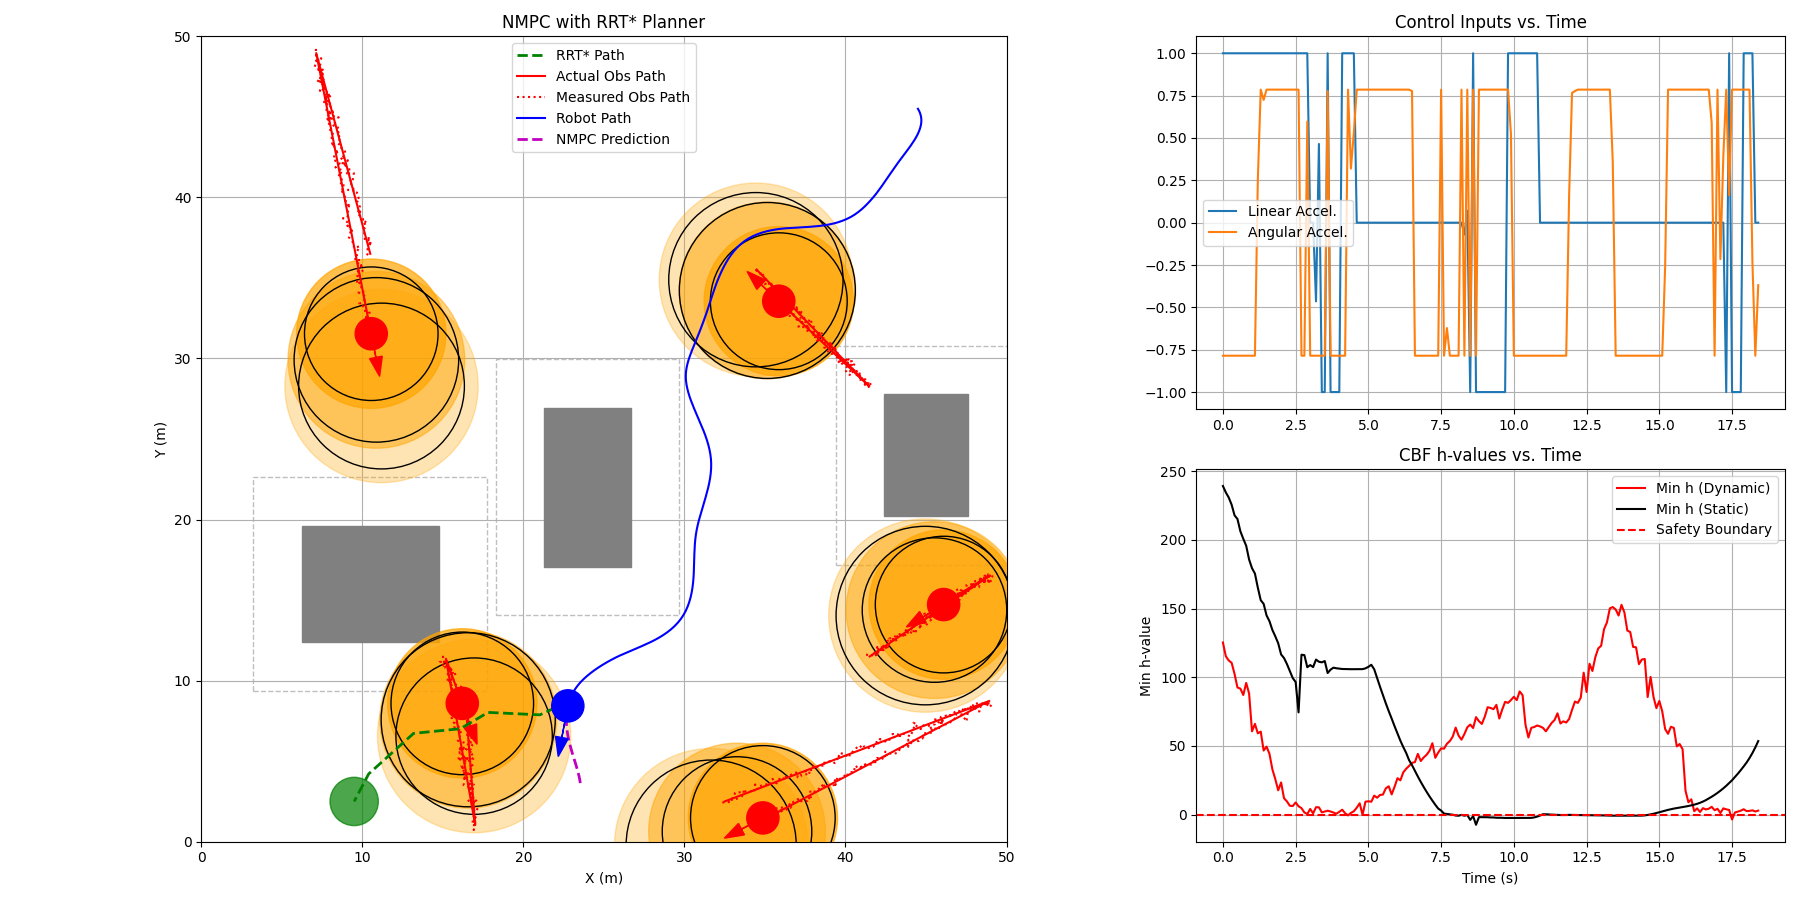 NMPC with RRT* Planner
RRT* Path
Actual Obs Path
Measured Obs Path
Robot Path
NMPC Prediction
Y (m)
50
40
30
20
10
0
0 10 20 30 40 50
X (m)
Control Inputs vs. Time
1.00
0.75
0.50
0.25
0.00
−0.25
−0.50
−0.75
−1.00
Linear Accel.
Angular Accel.
0.0 2.5 5.0 7.5 10.0 12.5 15.0 17.5
CBF h-values vs. Time
Min h (Dynamic)
Min h (Static)
Safety Boundary
Min h-value
250
200
150
100
50
0
0.0 2.5 5.0 7.5 10.0 12.5 15.0 17.5
Time (s)